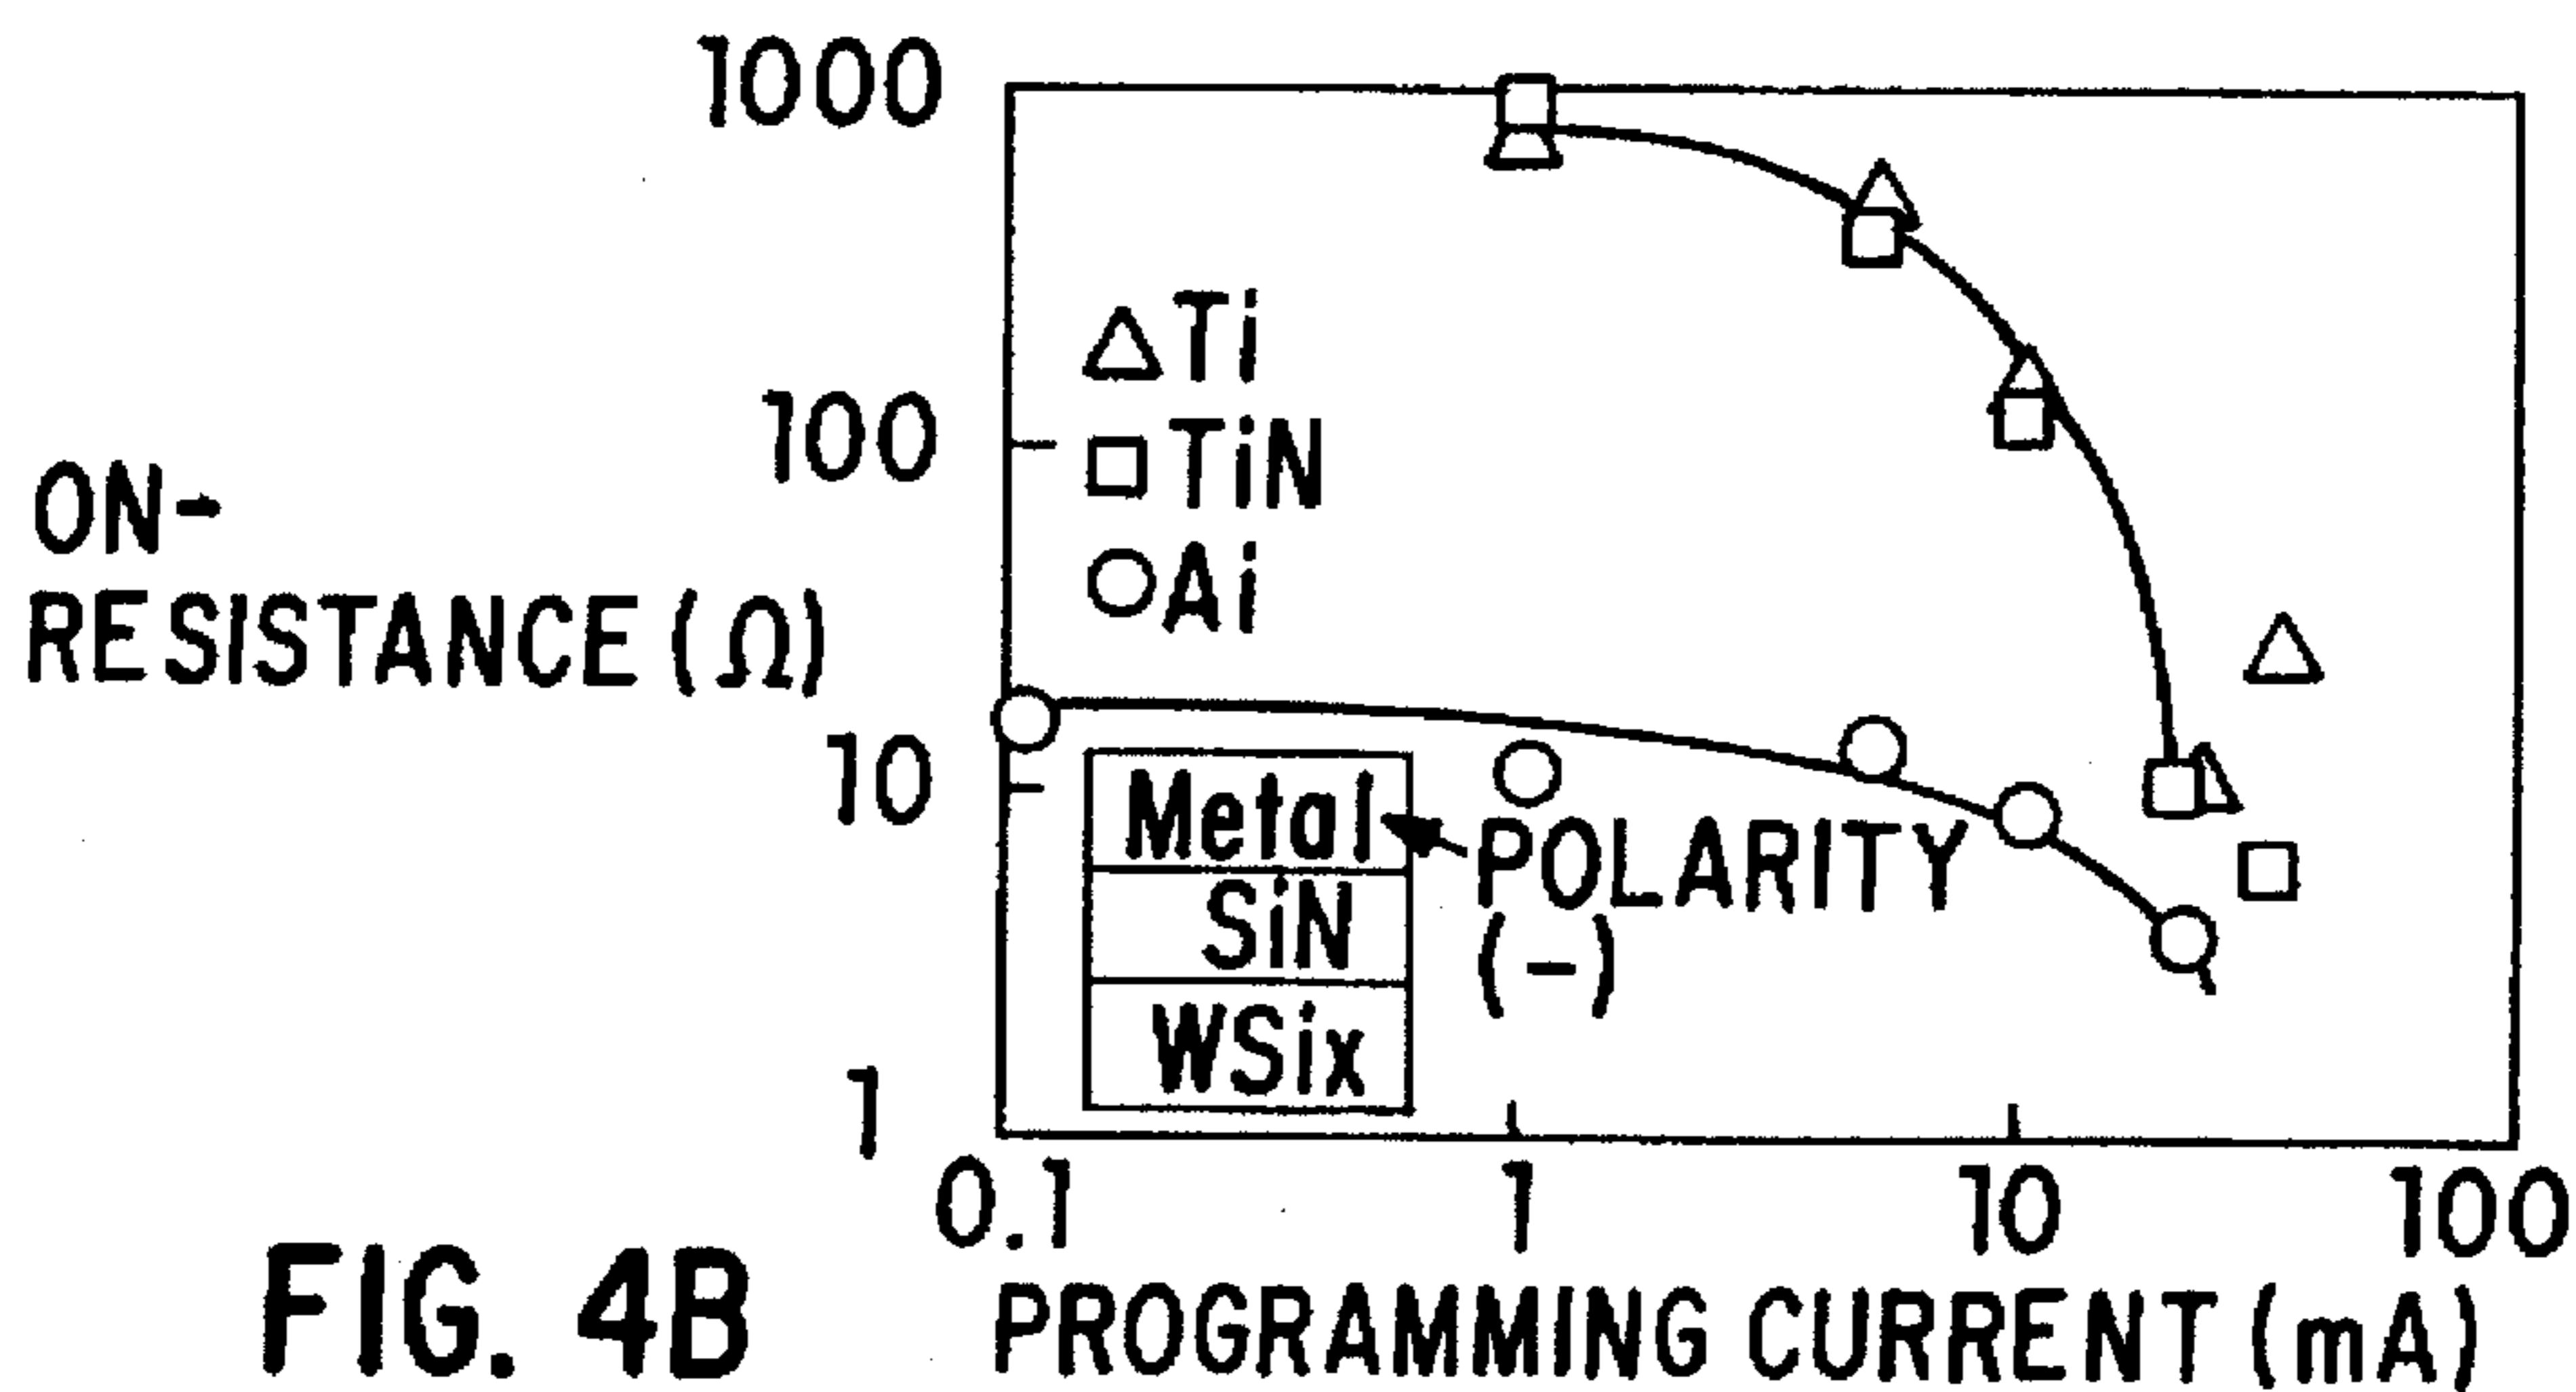 1000
100
10
1
ON-
RESISTANCE (Ω)
Ti
TiN
Ai
Metal
SiN
WSix
POLARITY
(-)
0.1 1 10 100
PROGRAMMING CURRENT (mA)
FIG. 4B